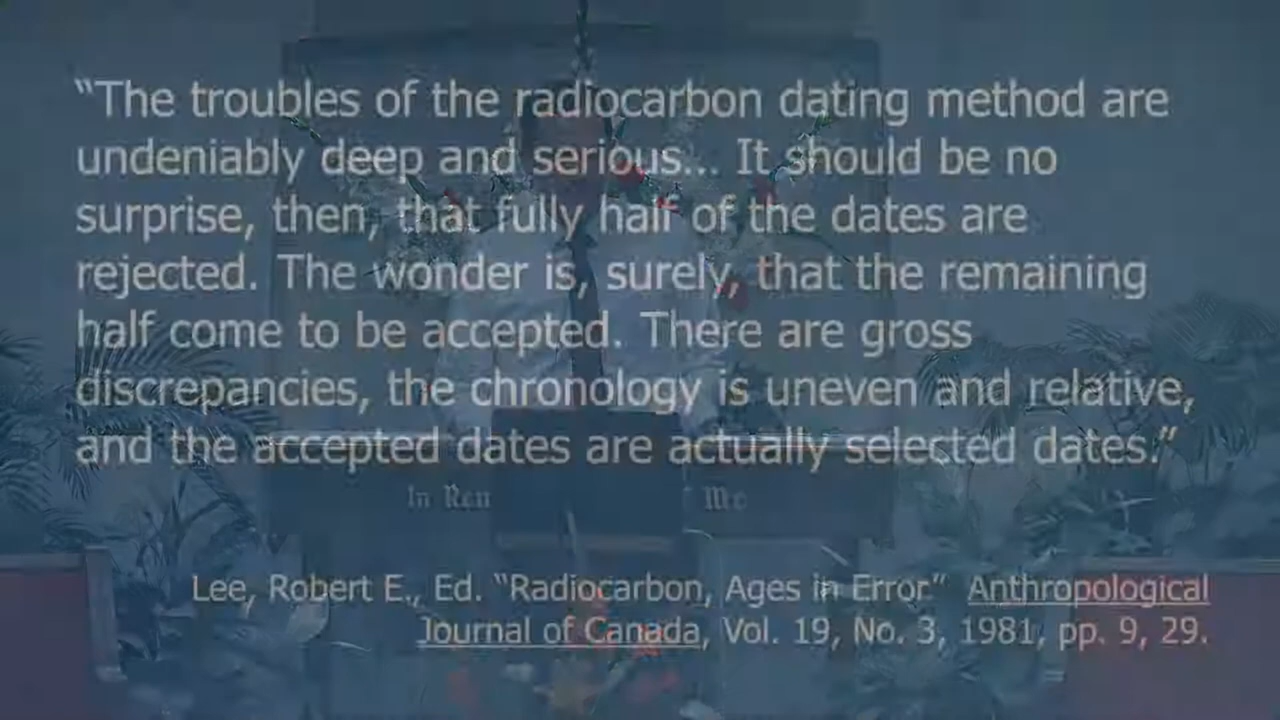 “The troubles of the radiocarbon dating method are
undeniably deep and serious... It should be no
surprise, then, that fully half of the dates are
rejected. The wonder is, surely, that the remaining
half come to be accepted. There are gross
discrepancies, the chronology is uneven and relative,
and the accepted dates are actually selected dates.”
In Rem Me
Lee, Robert E., Ed. “Radiocarbon, Ages in Error” Anthropological
Journal of Canada, Vol. 19, No. 3, 1981, pp. 9, 29.